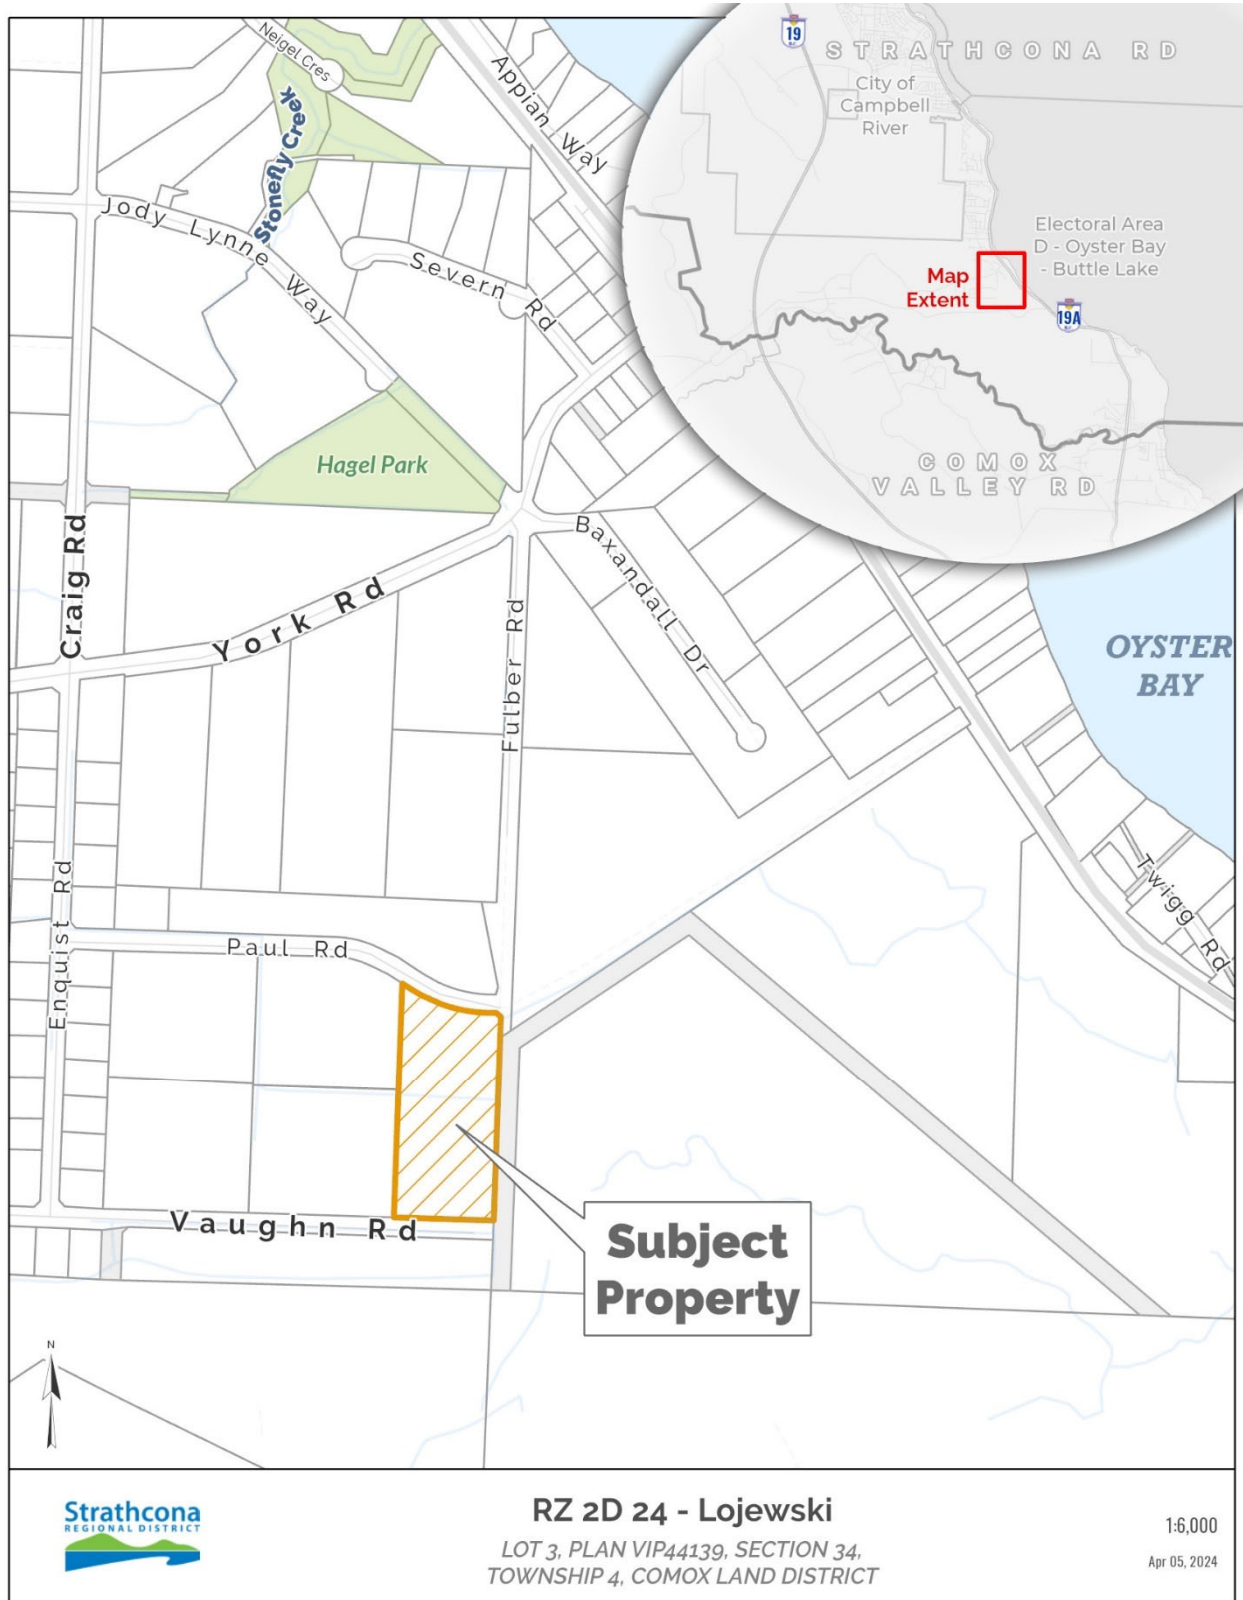 Neigel Cres
Stonefly Creek
Appian Way
19
STRATHCONA RD
City of
Campbell
River
Electoral Area
D - Oyster Bay
- Buttle Lake
Map
Extent
19A
COMOX
VALLEY RD
Jody Lynne Way
Severn Rd
Hagel Park
Craig Rd
York Rd
Fulber Rd
Baxandall Dr
OYSTER
BAY
Twigg Rd
Enquist Rd
Paul Rd
Vaughn Rd
Subject
Property
N
Strathcona
REGIONAL DISTRICT
RZ 2D 24 - Lojewski
LOT 3, PLAN VIP44139, SECTION 34,
TOWNSHIP 4, COMOX LAND DISTRICT
1:6,000
Apr 05, 2024